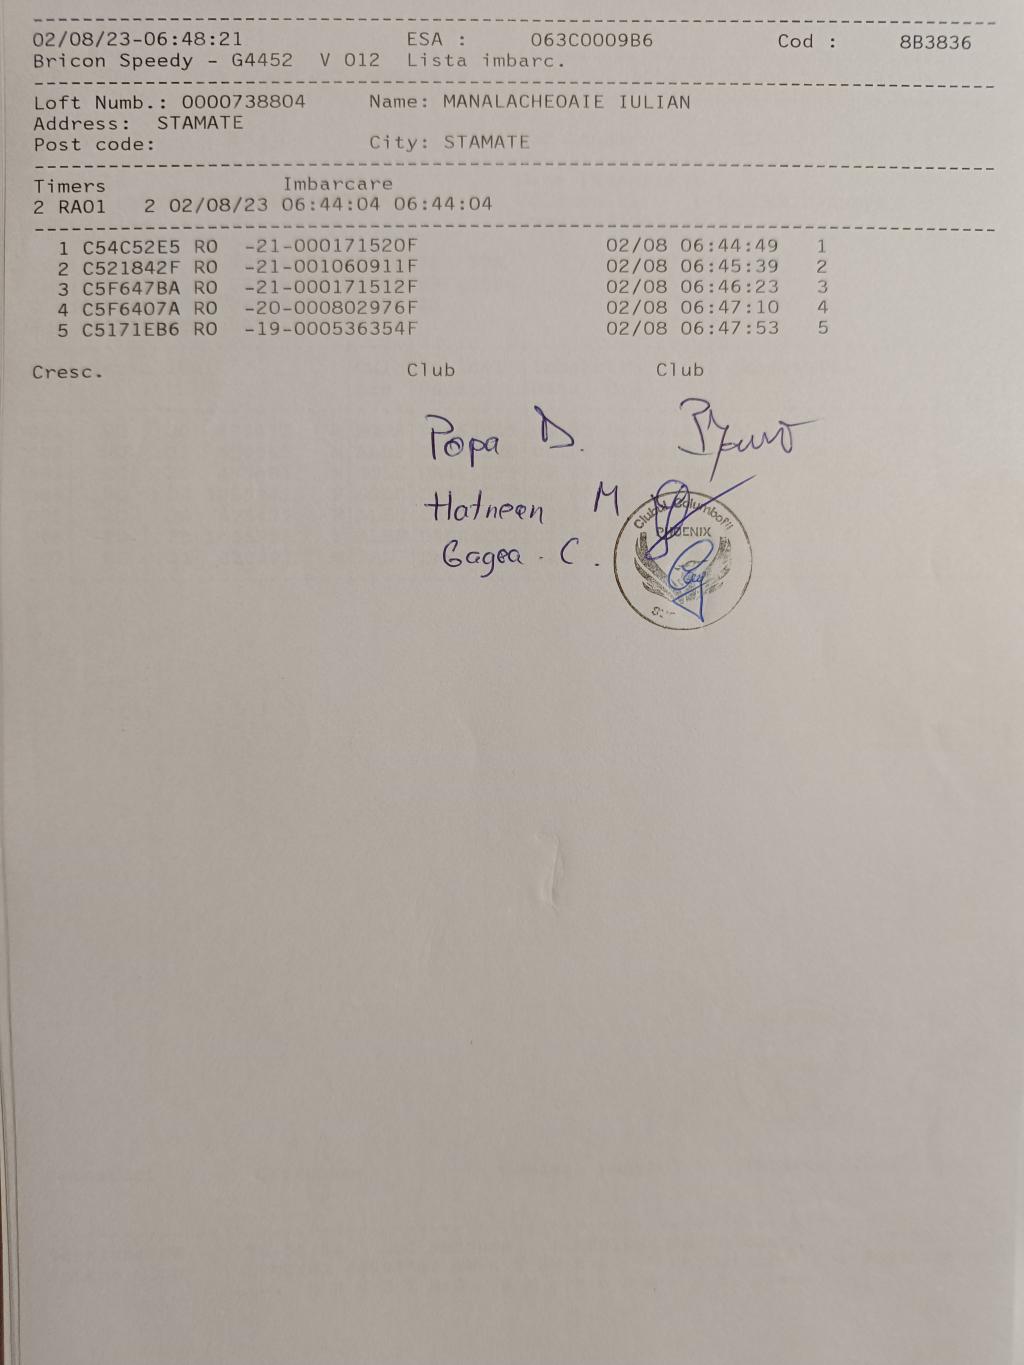 02/08/23-06:48:21 ESA : 063C0009B6 Cod : 8B3836
Bricon Speedy - G4452 V 012 Lista imbarc.
Loft Numb.: 0000738804 Name: MANALACHEOAIE IULIAN
Address: STAMATE
Post code: City: STAMATE
Timers Imbarcare
2 RA01 2 02/08/23 06:44:04 06:44:04
1 C54C52E5 RO -21-000171520F 02/08 06:44:49 1
2 C521842F RO -21-001060911F 02/08 06:45:39 2
3 C5F647BA RO -21-000171512F 02/08 06:46:23 3
4 C5F6407A RO -20-000802976F 02/08 06:47:10 4
5 C5171EB6 RO -19-000536354F 02/08 06:47:53 5
Cresc. Club Club
Popa D.
Hatneen M
Gagea - C.
Clubul Columbofil
PHOENIX